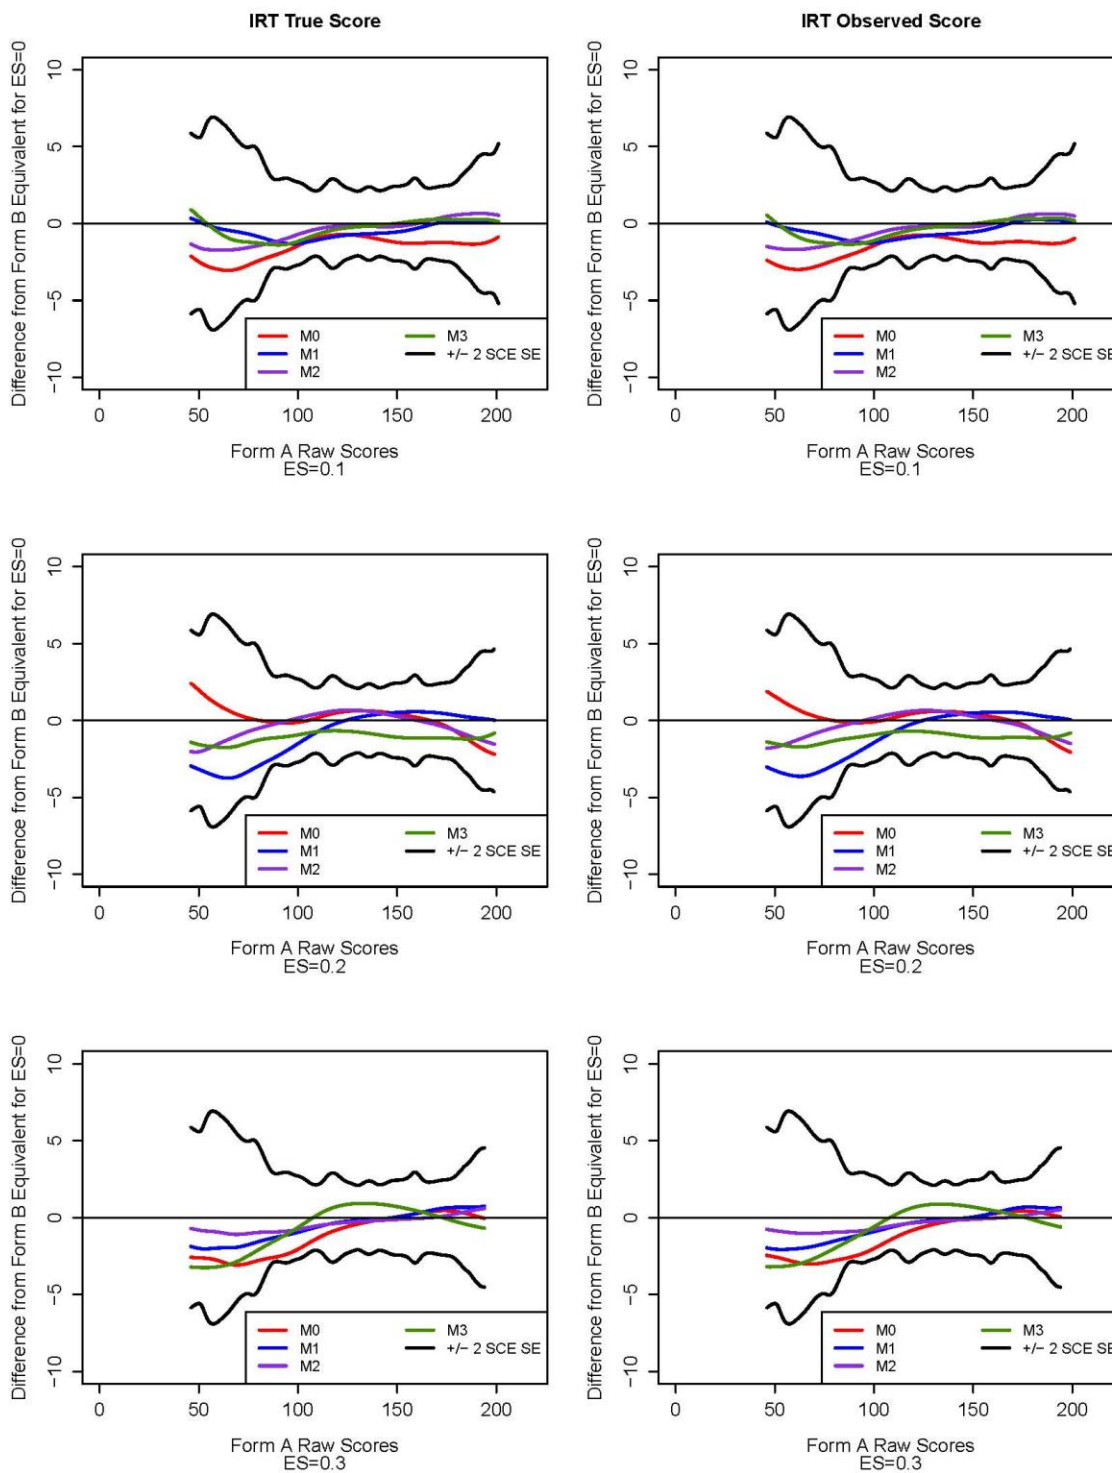 IRT True Score
IRT Observed Score
Difference from Form B Equivalent for ES=0
10
5
0
−5
−10
M0
M1
M2
M3
+/− 2 SCE SE
0
50
100
150
200
Form A Raw Scores
ES=0.1
Difference from Form B Equivalent for ES=0
10
5
0
−5
−10
M0
M1
M2
M3
+/− 2 SCE SE
0
50
100
150
200
Form A Raw Scores
ES=0.1
Difference from Form B Equivalent for ES=0
10
5
0
−5
−10
M0
M1
M2
M3
+/− 2 SCE SE
0
50
100
150
200
Form A Raw Scores
ES=0.2
Difference from Form B Equivalent for ES=0
10
5
0
−5
−10
M0
M1
M2
M3
+/− 2 SCE SE
0
50
100
150
200
Form A Raw Scores
ES=0.2
Difference from Form B Equivalent for ES=0
10
5
0
−5
−10
M0
M1
M2
M3
+/− 2 SCE SE
0
50
100
150
200
Form A Raw Scores
ES=0.3
Difference from Form B Equivalent for ES=0
10
5
0
−5
−10
M0
M1
M2
M3
+/− 2 SCE SE
0
50
100
150
200
Form A Raw Scores
ES=0.3